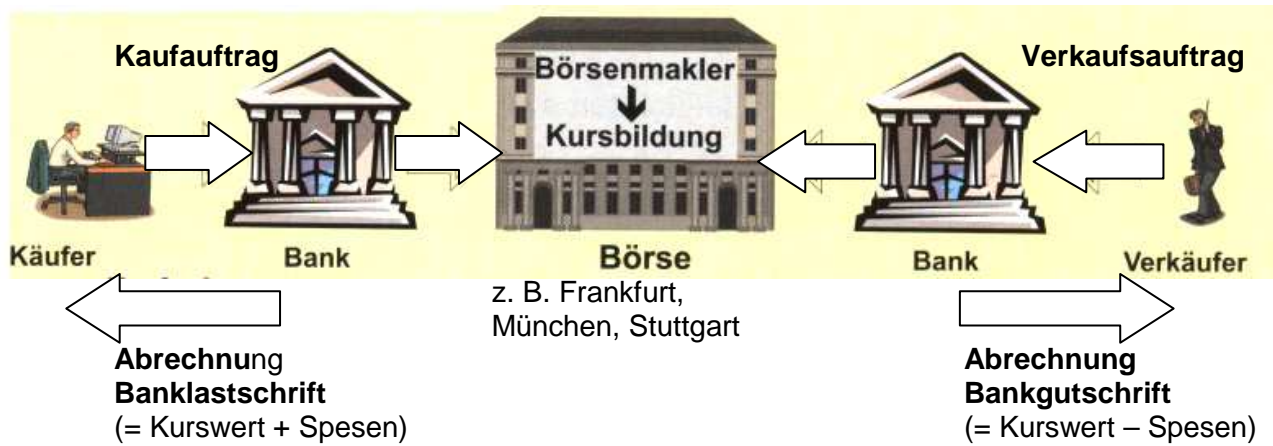 Kaufauftrag
Verkaufsauftrag
Börsenmakler
Kursbildung
Käufer
Bank
Börse
Bank
Verkäufer
z. B. Frankfurt,
München, Stuttgart
Abrechnung
Banklastschrift
(= Kurswert + Spesen)
Abrechnung
Bankgutschrift
(= Kurswert – Spesen)